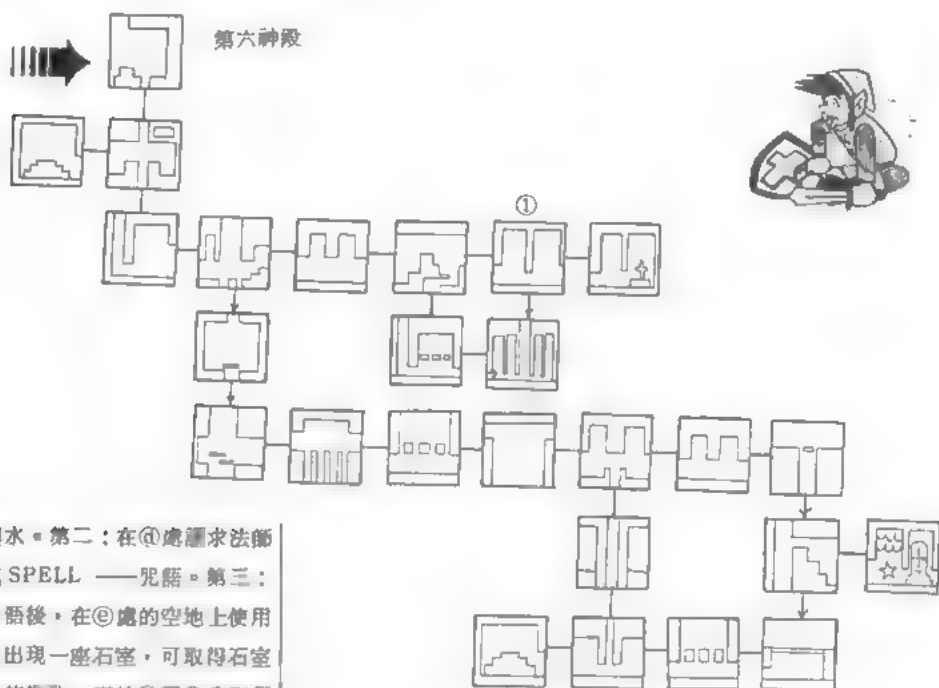 第六神殿
①
水。第二:在ⓓ處請求法師
SPELL ——咒語。第三:
語後,在ⓔ處的空地上使用
出現一座石室,可取得石室